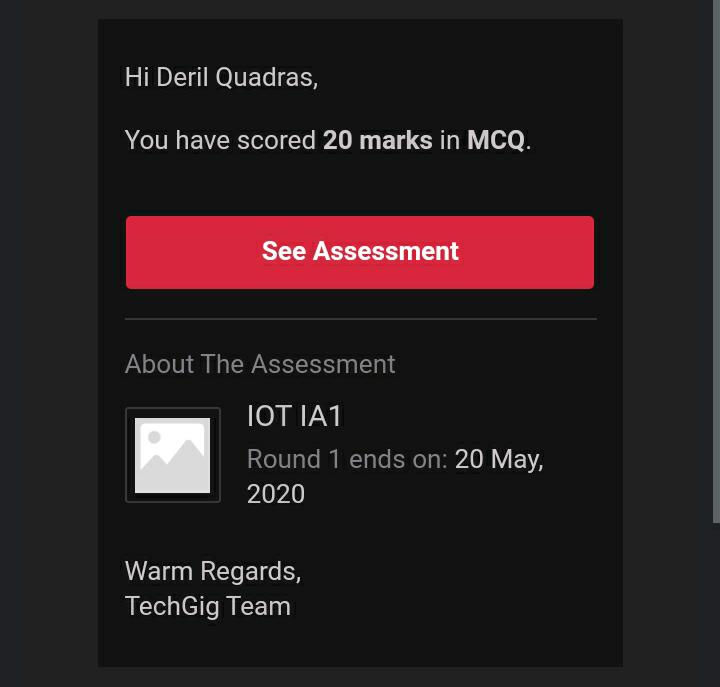 Hi Deril Quadras,
You have scored 20 marks in MCQ.
See Assessment
About The Assessment
IOT IA1
Round 1 ends on: 20 May,
2020
Warm Regards,
TechGig Team